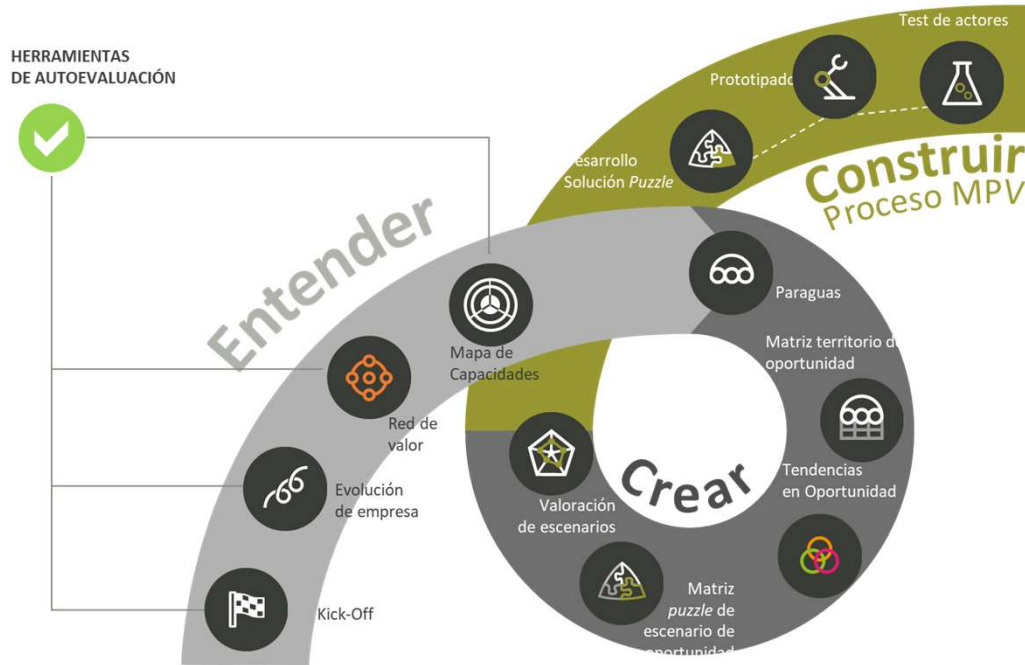 HERRAMIENTAS
DE AUTOEVALUACIÓN
Test de actores
Prototipado
Desarrollo
Solución Puzzle
Construir
Proceso MPV
Entender
Paraguas
Mapa de
Capacidades
Matriz territorio de
oportunidad
Red de
valor
Crear
Tendencias
en Oportunidad
Evolución
de empresa
Valoración
de escenarios
Kick-Off
Matriz
puzzle de
escenario de
oportunidad